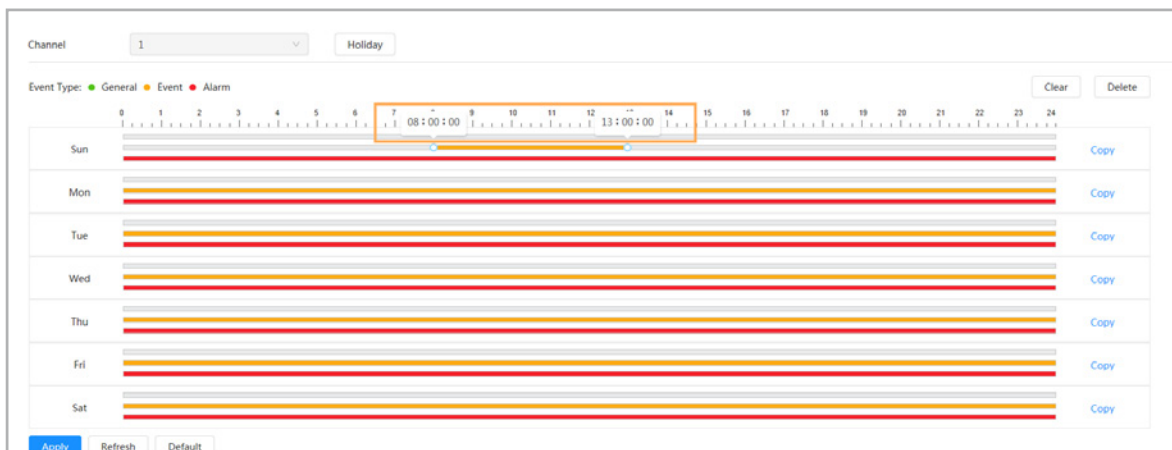 Channel 1 Holiday
Event Type: General Event Alarm Clear Delete
0 1 2 3 4 5 6 7 9 10 11 12 14 15 16 17 18 19 20 21 22 23 24
08:00:00 13:00:00
Sun Copy
Mon Copy
Tue Copy
Wed Copy
Thu Copy
Fri Copy
Sat Copy
Apply Refresh Default